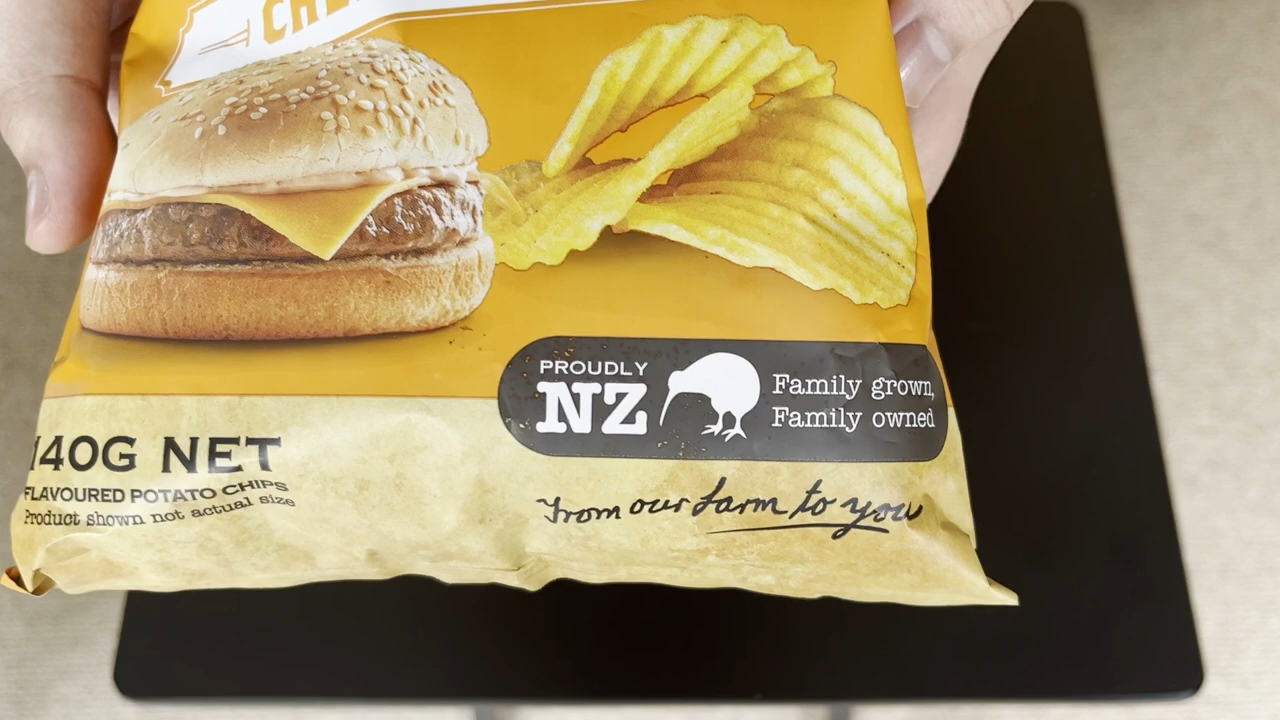 PROUDLY
NZ
Family grown,
Family owned
140G NET
FLAVOURED POTATO CHIPS
Product shown not actual size
From our farm to you